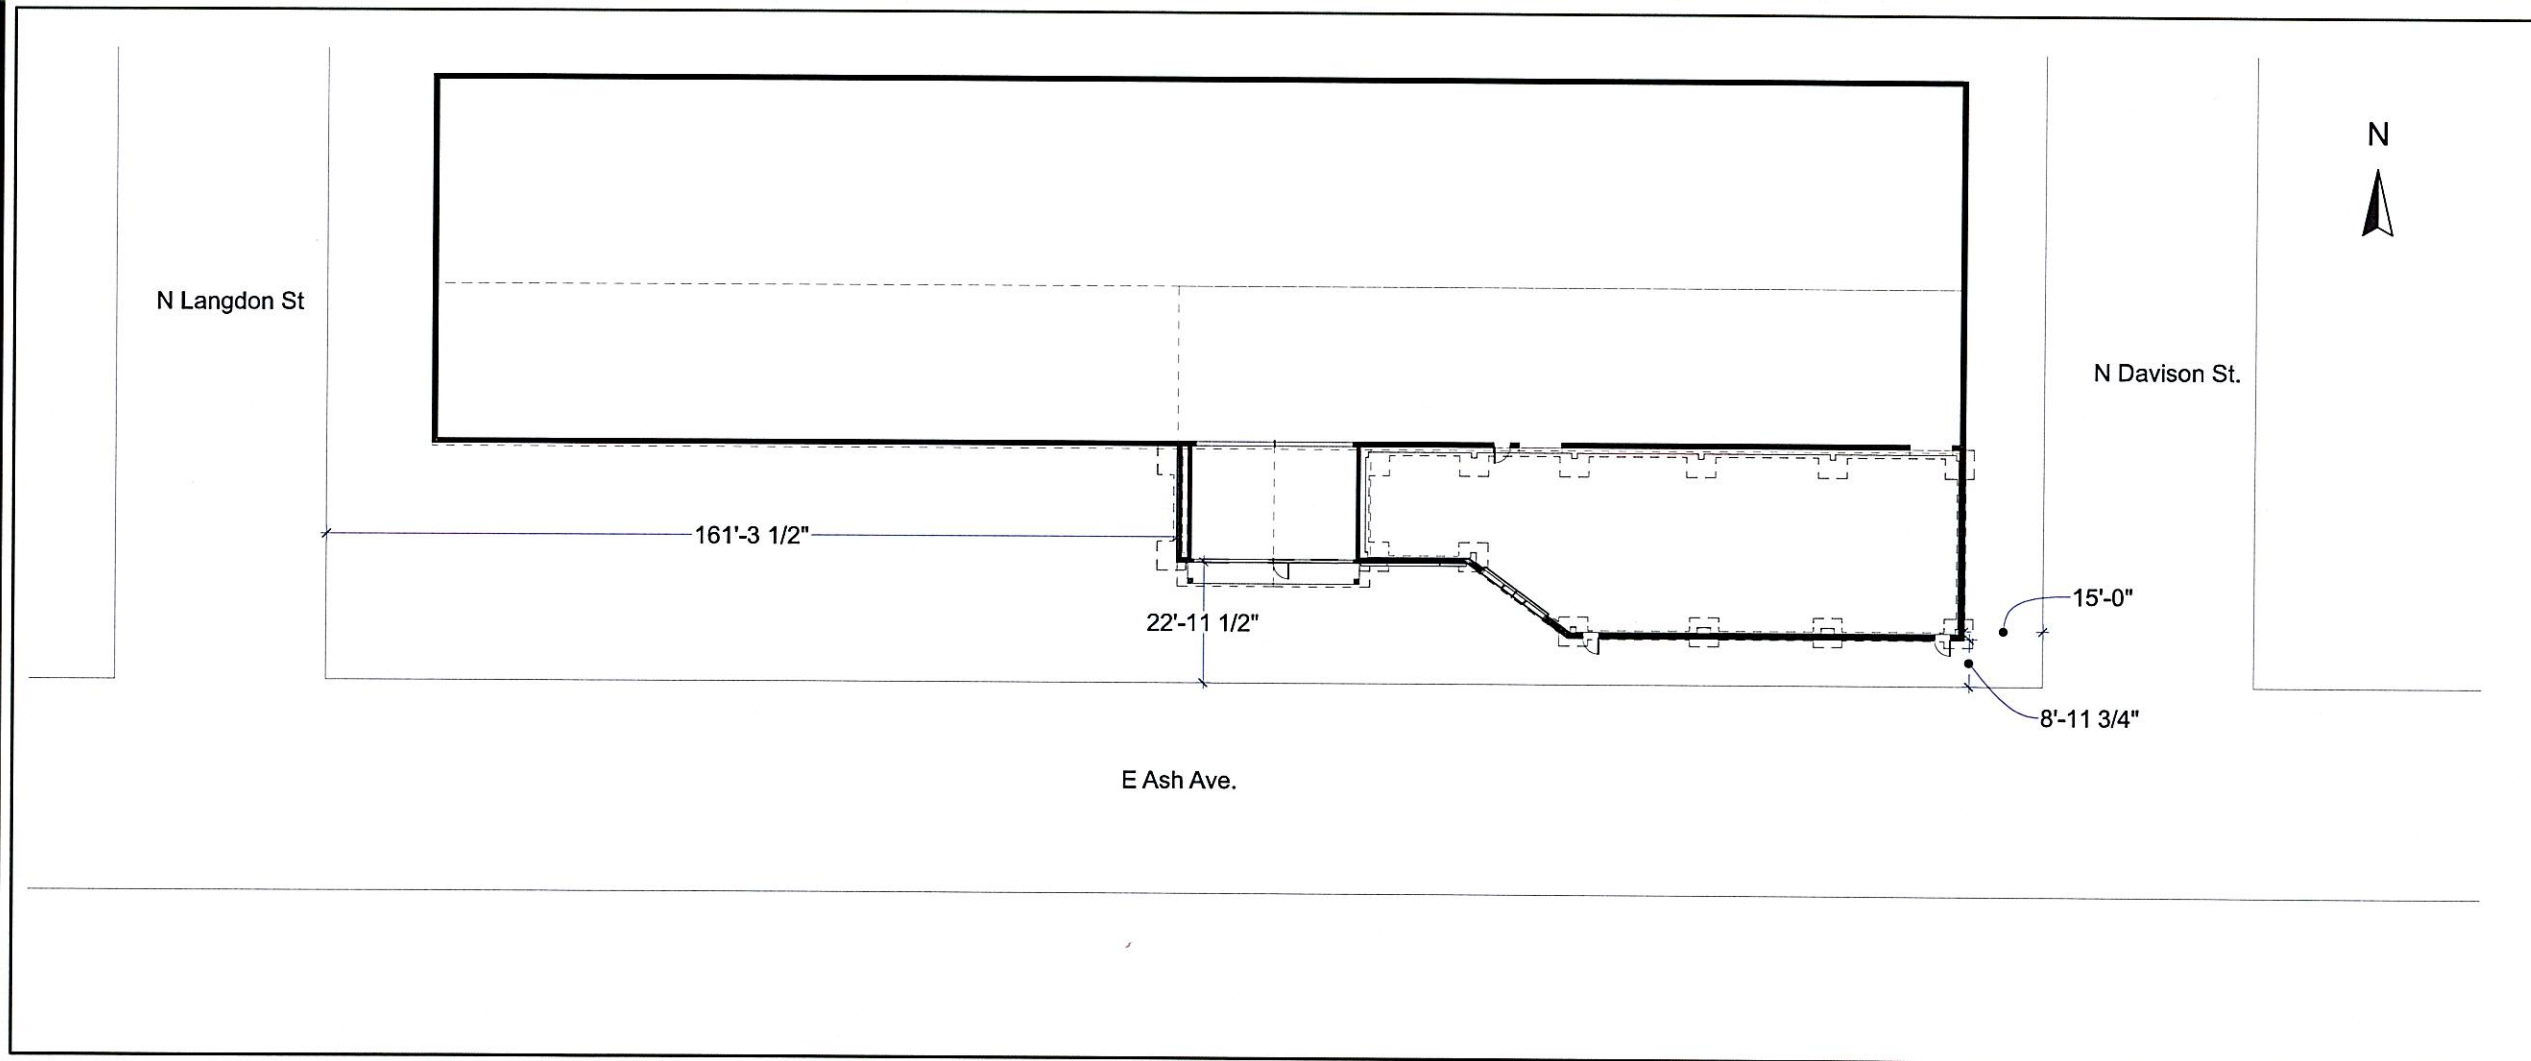 N
N Langdon St
N Davison St.
161'-3 1/2"
15'-0"
22'-11 1/2"
8'-11 3/4"
E Ash Ave.